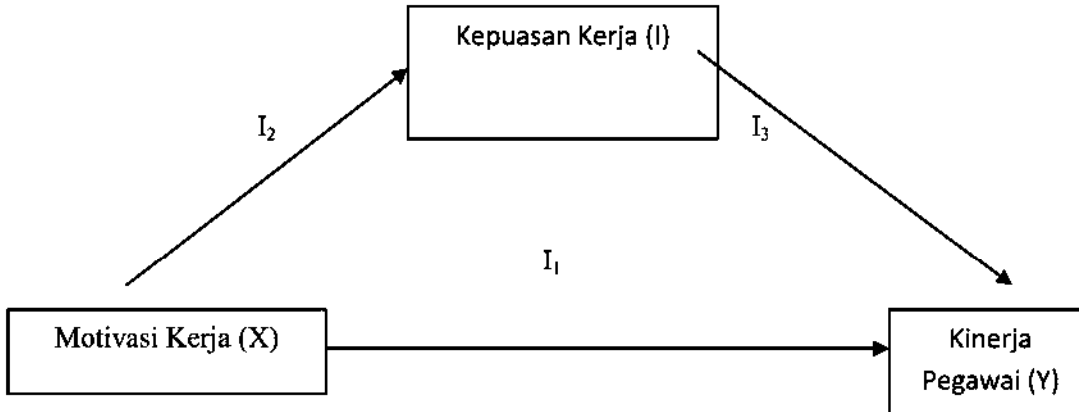 Kepuasan Kerja (I)
I₂
I₃
I₁
Motivasi Kerja (X)
Kinerja
Pegawai (Y)